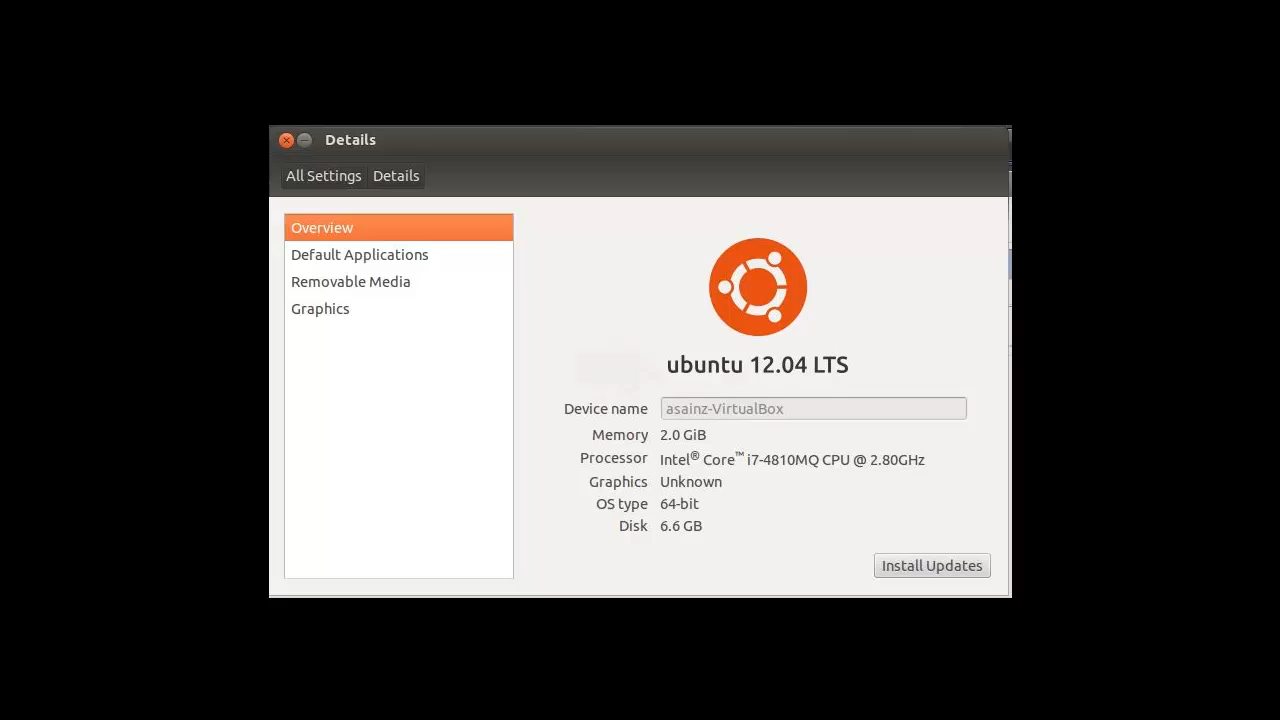 Details
All Settings Details
Overview
Default Applications
Removable Media
Graphics
ubuntu 12.04 LTS
Device name asainz-VirtualBox
Memory 2.0 GiB
Processor Intel® Core™ i7-4810MQ CPU @ 2.80GHz
Graphics Unknown
OS type 64-bit
Disk 6.6 GB
Install Updates